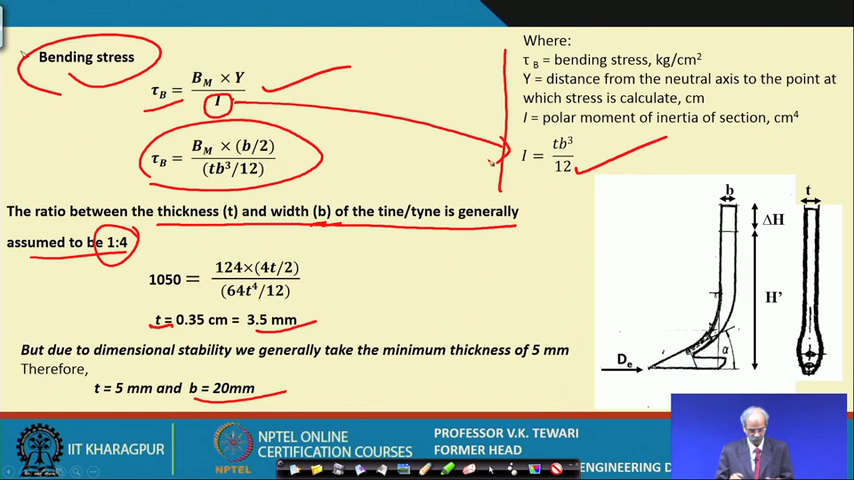 Bending stress
τB = BM × Y / I
τB = BM × (b/2) / (tb³/12)
The ratio between the thickness (t) and width (b) of the tine/tyne is generally
assumed to be 1:4
1050 = 124×(4t/2) / (64t⁴/12)
t = 0.35 cm = 3.5 mm
But due to dimensional stability we generally take the minimum thickness of 5 mm
Therefore,
t = 5 mm and b = 20mm
Where:
τ B = bending stress, kg/cm²
Y = distance from the neutral axis to the point at
which stress is calculate, cm
I = polar moment of inertia of section, cm⁴
I = tb³ / 12
b
t
ΔH
H'
De
α
IIT KHARAGPUR
NPTEL
NPTEL ONLINE
CERTIFICATION COURSES
PROFESSOR V.K. TEWARI
FORMER HEAD
ENGINEERING D